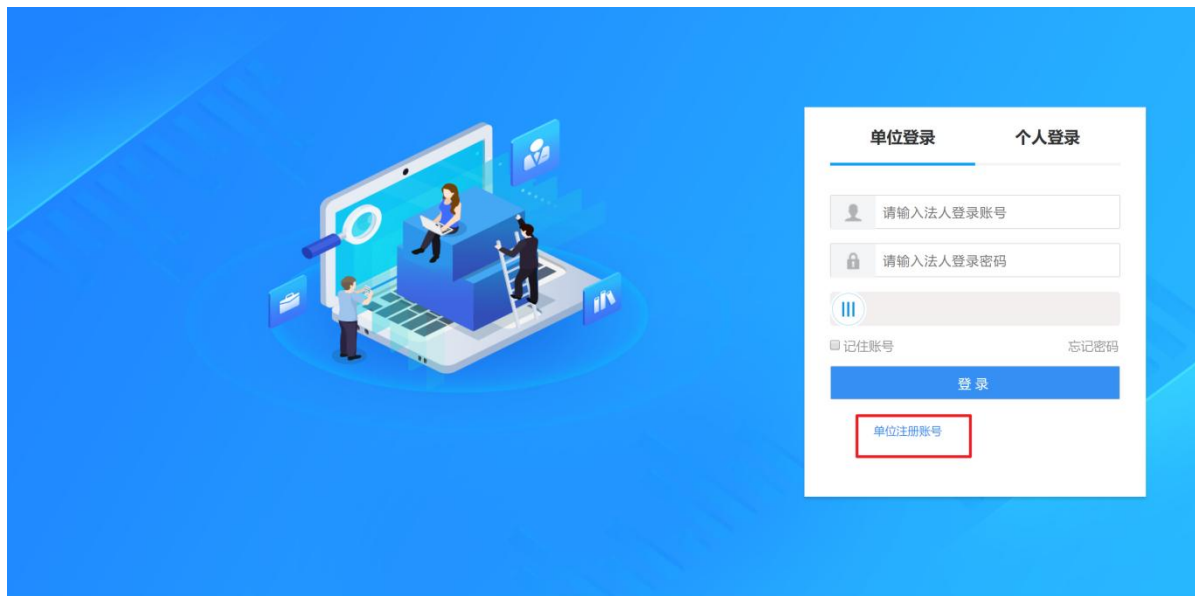 单位登录 个人登录
请输入法人登录账号
请输入法人登录密码
记住账号 忘记密码
登 录
单位注册账号